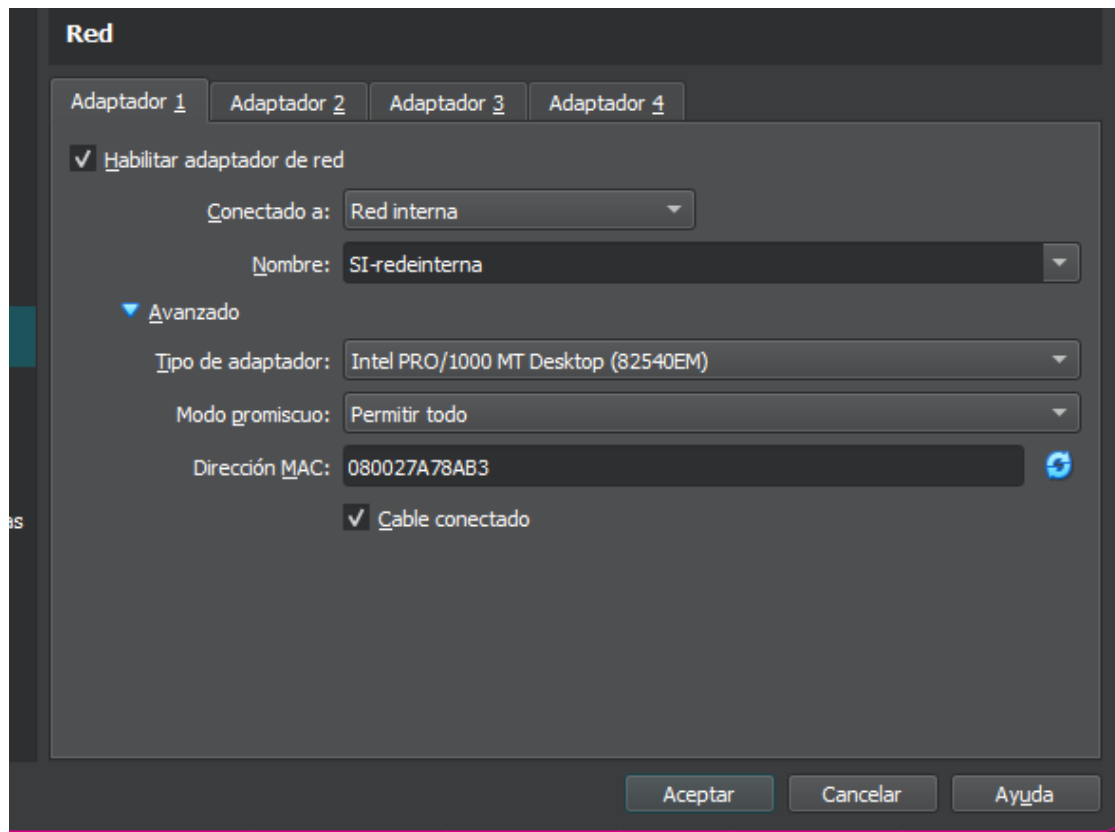 Red
Adaptador 1 Adaptador 2 Adaptador 3 Adaptador 4
Habilitar adaptador de red
Conectado a: Red interna
Nombre: SI-redeinterna
Avanzado
Tipo de adaptador: Intel PRO/1000 MT Desktop (82540EM)
Modo promiscuo: Permitir todo
Dirección MAC: 080027A78AB3
as
Cable conectado
Aceptar Cancelar Ayuda